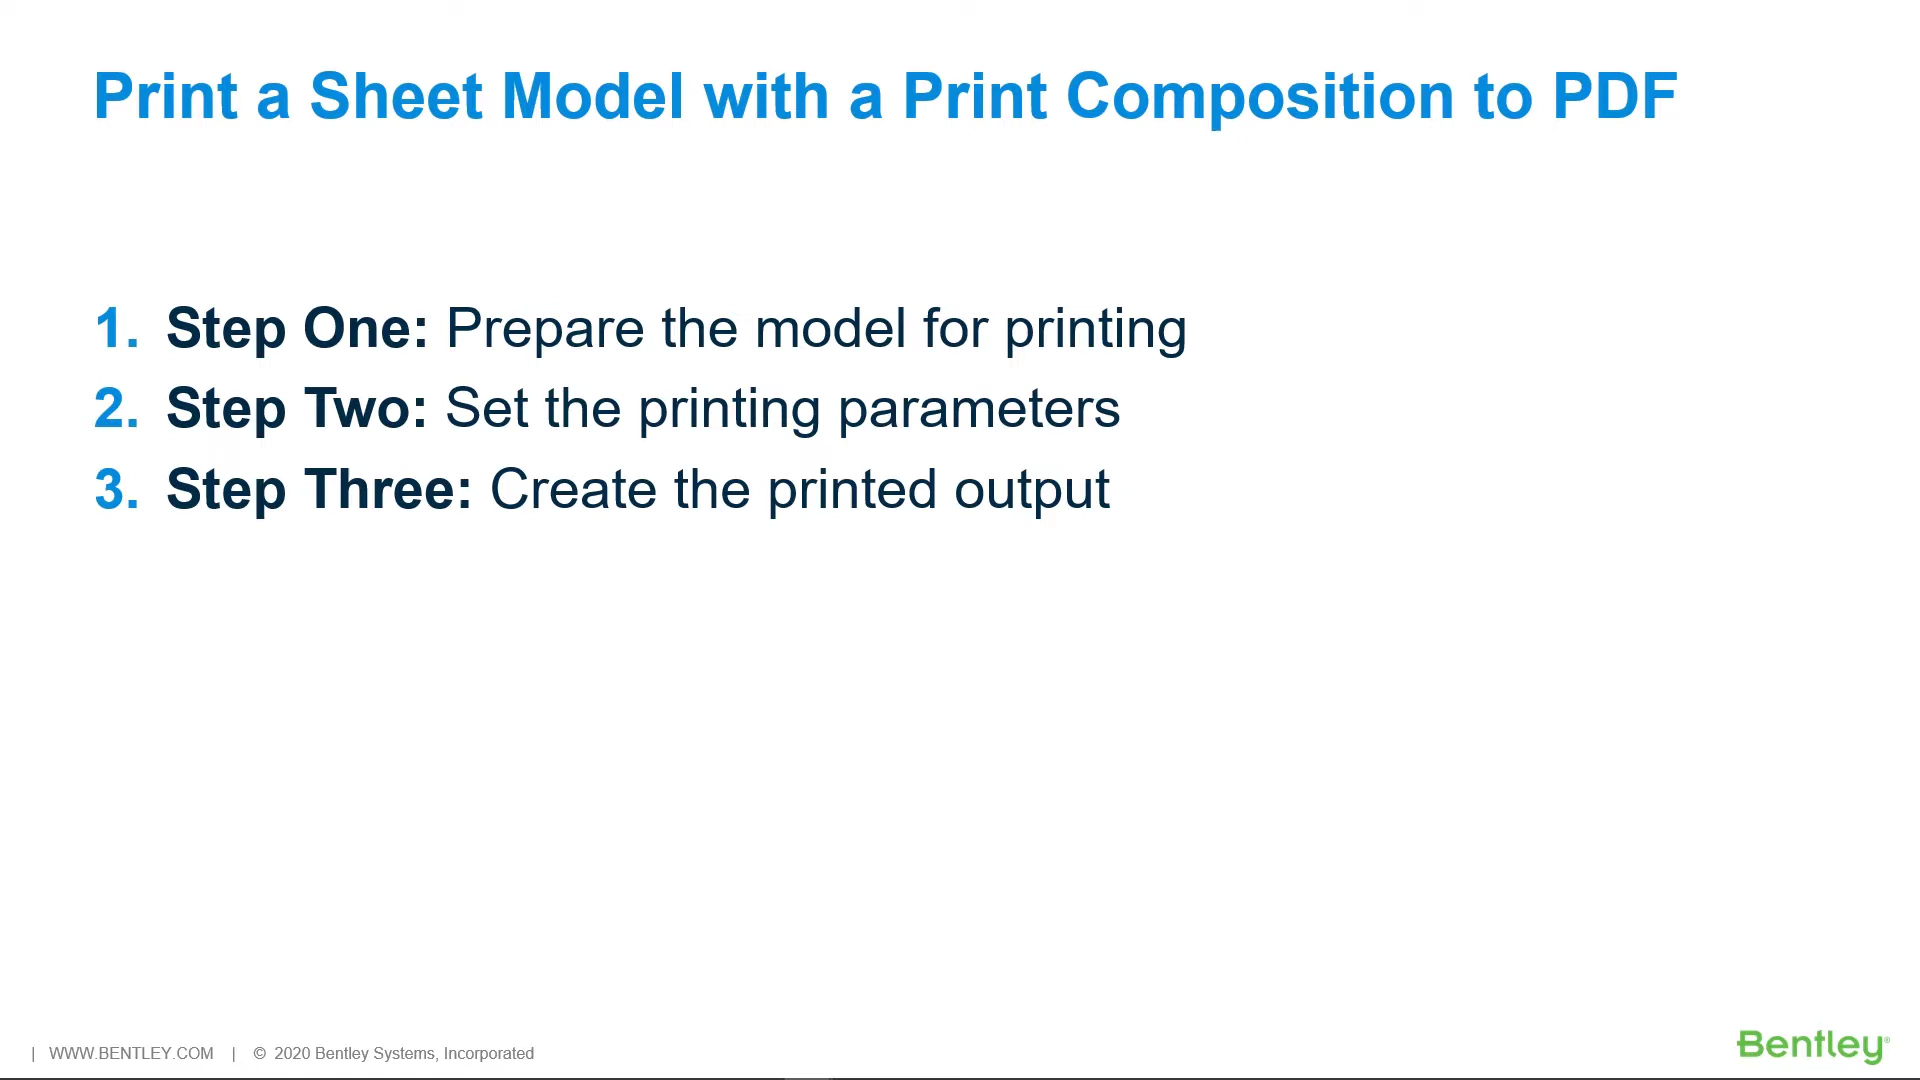 Print a Sheet Model with a Print Composition to PDF
1. Step One: Prepare the model for printing
2. Step Two: Set the printing parameters
3. Step Three: Create the printed output
| WWW.BENTLEY.COM | © 2020 Bentley Systems, Incorporated
Bentley®